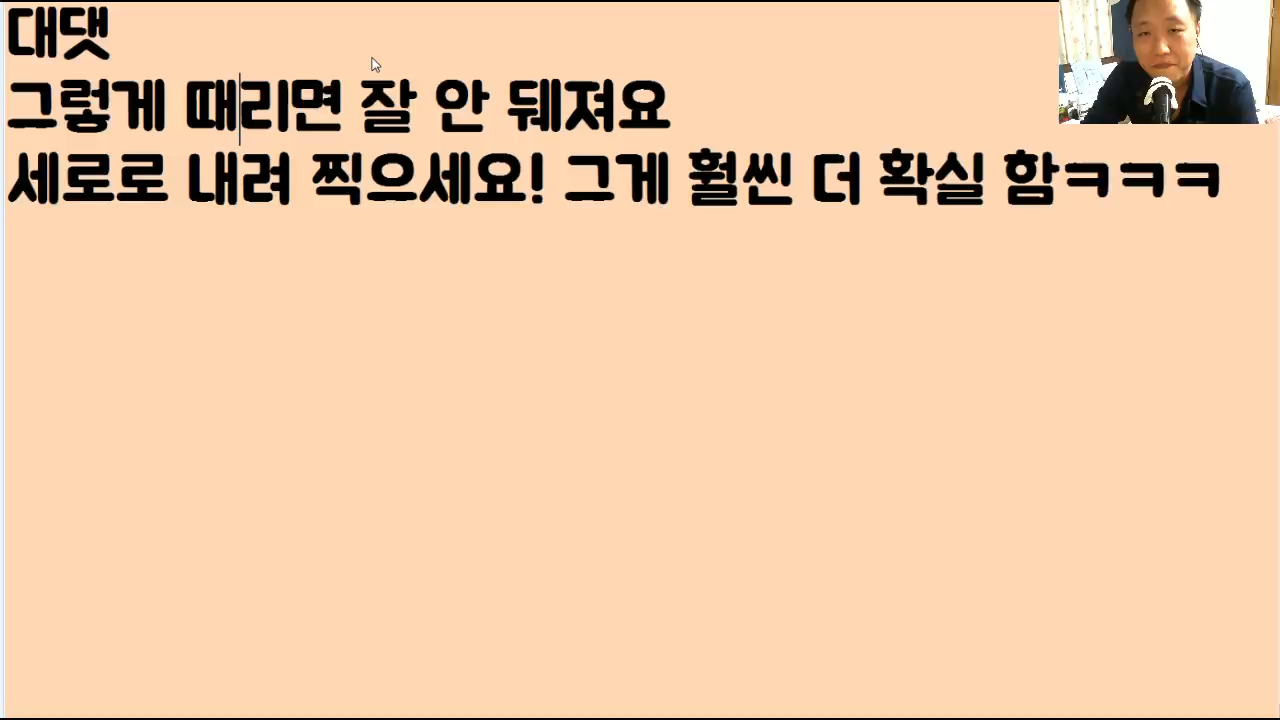 대댓
그렇게 때리면 잘 안 뒈져요
세로로 내려 찍으세요! 그게 훨씬 더 확실 함ㅋㅋㅋ